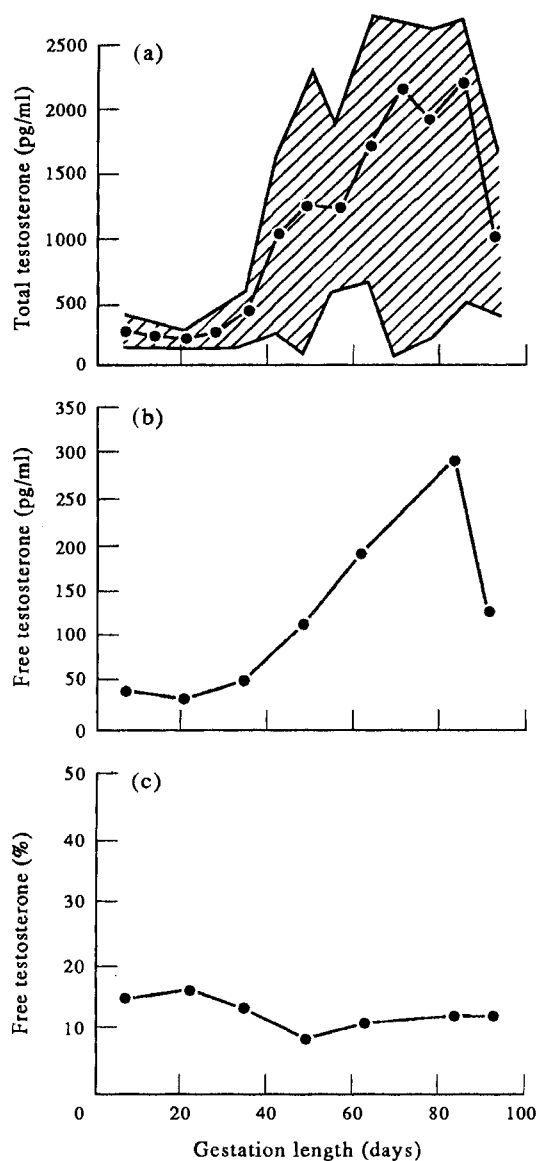 (a)
Total testosterone (pg/ml)
2500
2000
1500
1000
500
0
(b)
Free testosterone (pg/ml)
350
300
250
200
150
100
50
0
(c)
Free testosterone (%)
50
40
30
20
10
0 20 40 60 80 100
Gestation length (days)